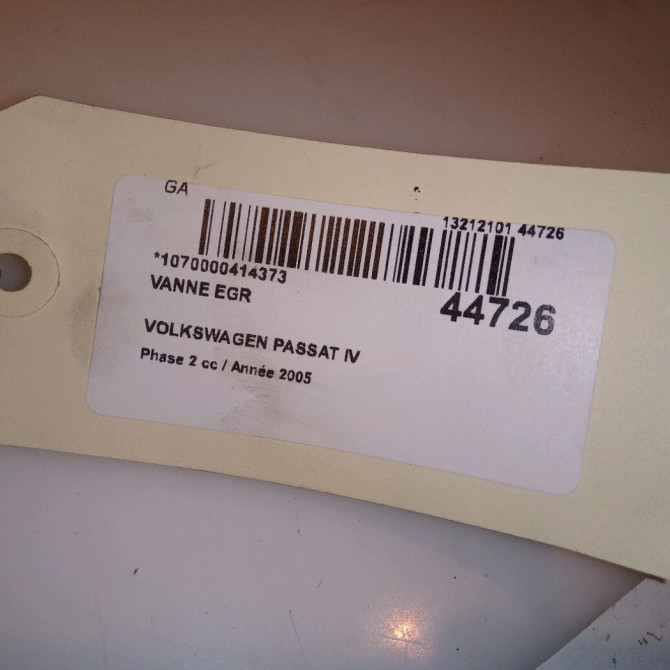 GA
13212101 44726
*1070000414373
VANNE EGR
44726
VOLKSWAGEN PASSAT IV
Phase 2 cc / Année 2005